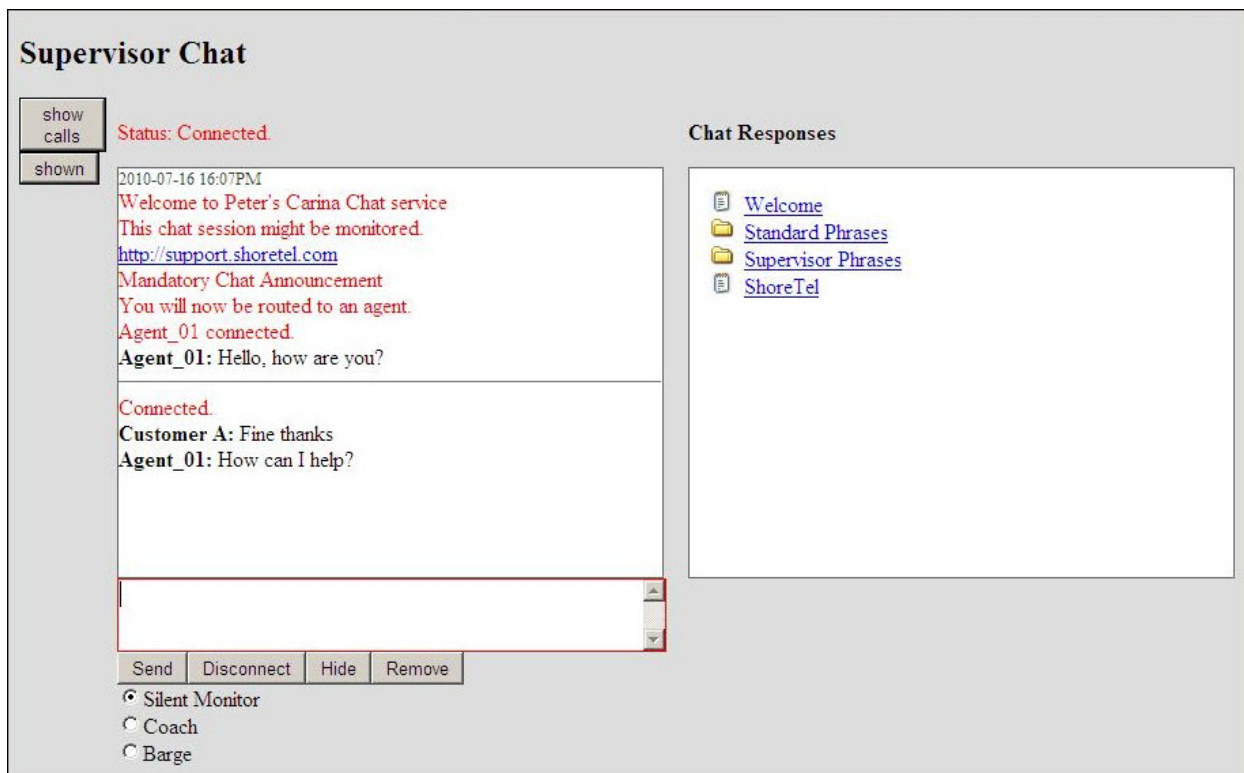 Supervisor Chat
show
calls
shown
Status: Connected.
2010-07-16 16:07PM
Welcome to Peter's Carina Chat service
This chat session might be monitored.
http://support.shoretel.com
Mandatory Chat Announcement
You will now be routed to an agent.
Agent_01 connected.
Agent_01: Hello, how are you?
Connected.
Customer A: Fine thanks
Agent_01: How can I help?
Send
Disconnect
Hide
Remove
Silent Monitor
Coach
Barge
Chat Responses
Welcome
Standard Phrases
Supervisor Phrases
ShoreTel